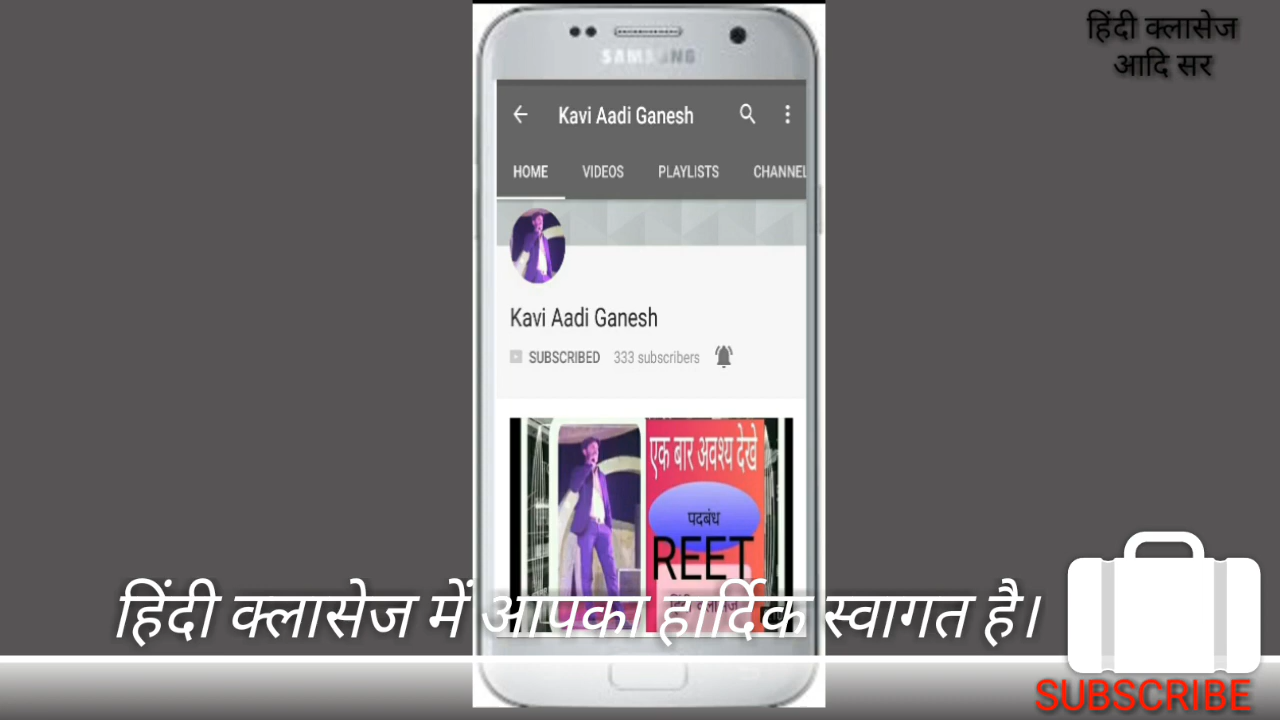 हिंदी क्लासेज
आदि सर
SAMSUNG
Kavi Aadi Ganesh
HOME VIDEOS PLAYLISTS CHANNEL
Kavi Aadi Ganesh
SUBSCRIBED 333 subscribers
एक बार अवश्य देखे
पदबंध
REET
हिंदी क्लासेज
हिंदी क्लासेज में आपका हार्दिक स्वागत है।
SUBSCRIBE